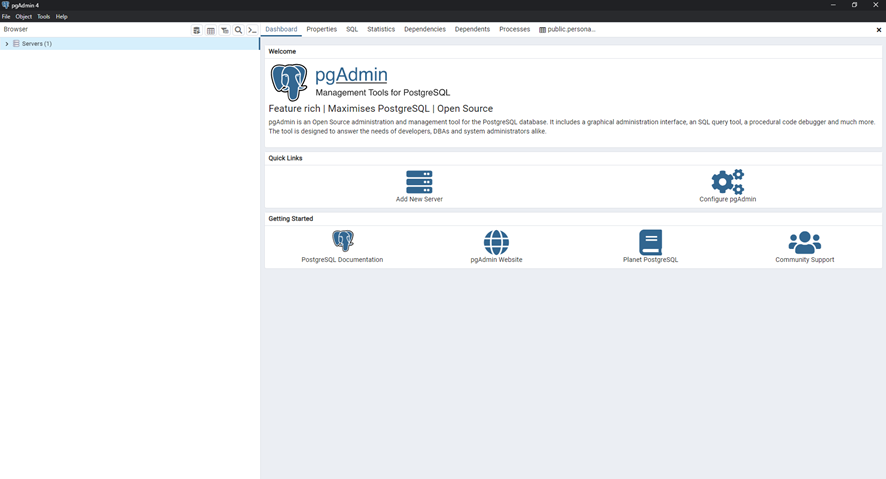 pgAdmin 4
File Object Tools Help
Browser
Dashboard Properties SQL Statistics Dependencies Dependents Processes public.persona...
Servers (1)
Welcome
pgAdmin
Management Tools for PostgreSQL
Feature rich | Maximises PostgreSQL | Open Source
pgAdmin is an Open Source administration and management tool for the PostgreSQL database. It includes a graphical administration interface, an SQL query tool, a procedural code debugger and much more.
The tool is designed to answer the needs of developers, DBAs and system administrators alike.
Quick Links
Add New Server Configure pgAdmin
Getting Started
PostgreSQL Documentation pgAdmin Website Planet PostgreSQL Community Support